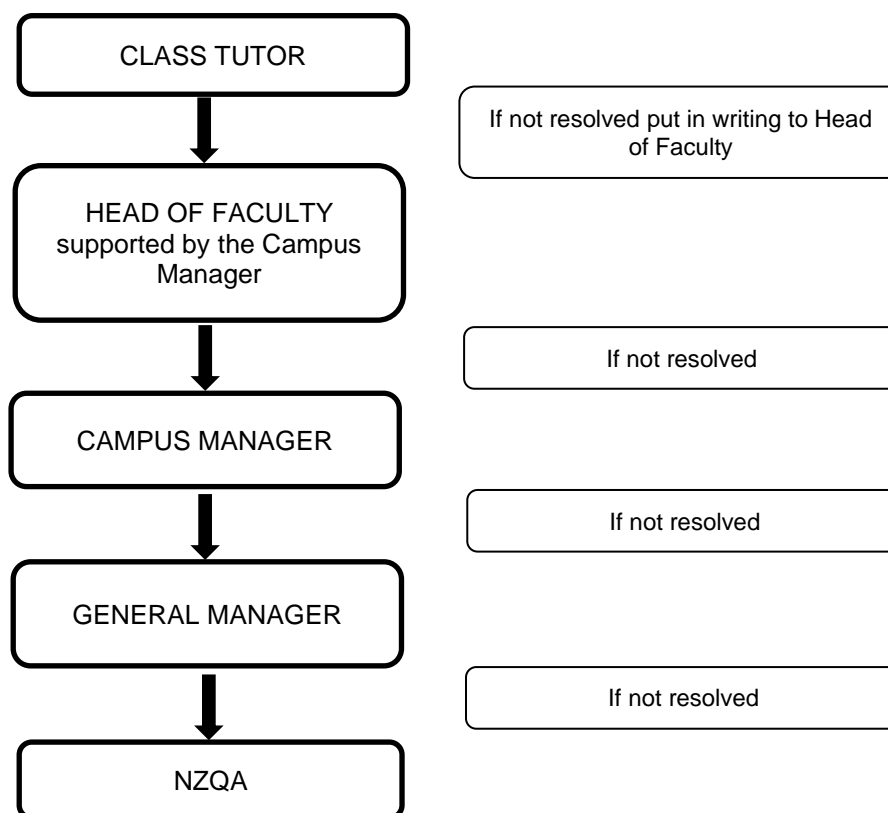 CLASS TUTOR
If not resolved put in writing to Head
of Faculty
HEAD OF FACULTY
supported by the Campus
Manager
If not resolved
CAMPUS MANAGER
If not resolved
GENERAL MANAGER
If not resolved
NZQA